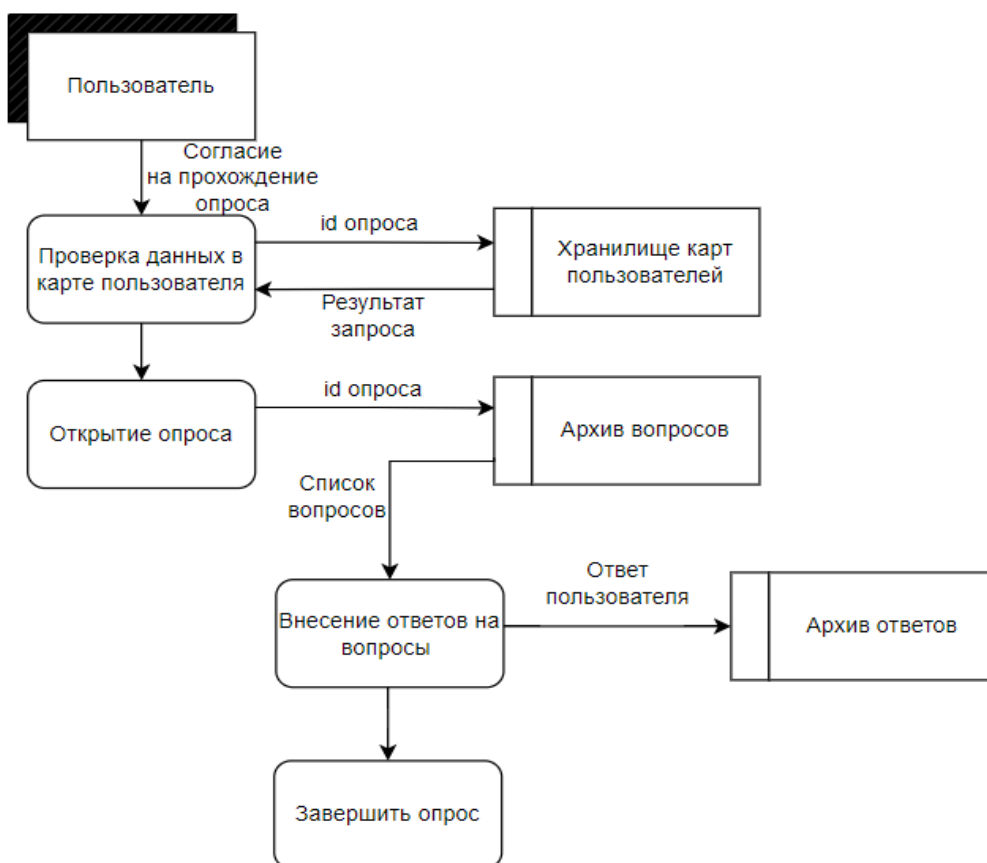 Пользователь
Согласие
на прохождение
опроса
Проверка данных в
карте пользователя
id опроса
Хранилище карт
пользователей
Результат
запроса
Открытие опроса
id опроса
Архив вопросов
Список
вопросов
Внесение ответов на
вопросы
Ответ
пользователя
Архив ответов
Завершить опрос